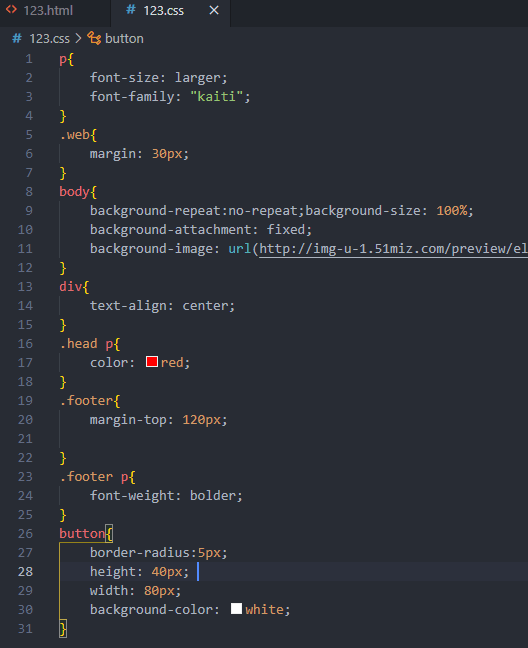 123.html
# 123.css ×
# 123.css > button
1 p{
2 font-size: larger;
3 font-family: "kaiti";
4 }
5 .web{
6 margin: 30px;
7 }
8 body{
9 background-repeat:no-repeat;background-size: 100%;
10 background-attachment: fixed;
11 background-image: url(http://img-u-1.51miz.com/preview/el
12 }
13 div{
14 text-align: center;
15 }
16 .head p{
17 color: red;
18 }
19 .footer{
20 margin-top: 120px;
21
22 }
23 .footer p{
24 font-weight: bolder;
25 }
26 button{
27 border-radius:5px;
28 height: 40px;
29 width: 80px;
30 background-color: white;
31 }